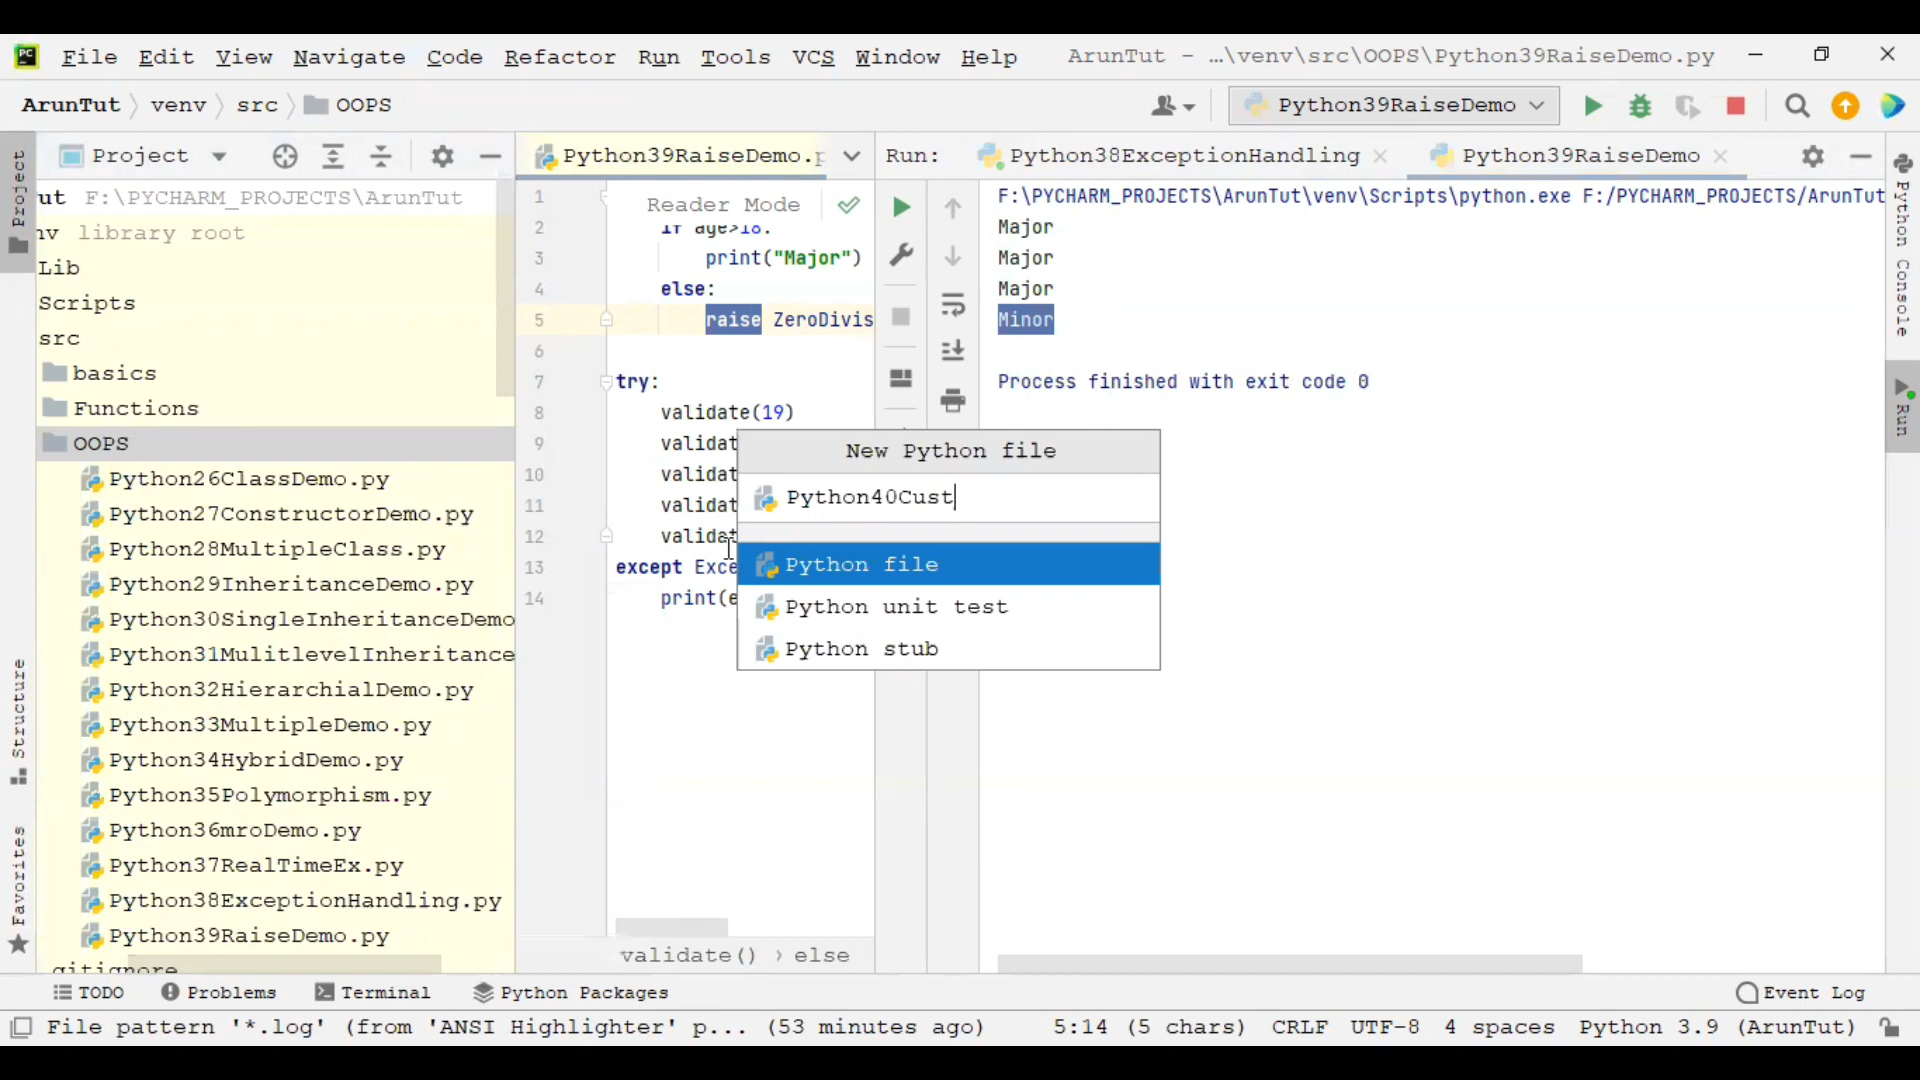 PC File Edit View Navigate Code Refactor Run Tools VCS Window Help ArunTut - ...\venv\src\OOPS\Python39RaiseDemo.py
ArunTut venv src OOPS Python39RaiseDemo
Project Python39RaiseDemo.p Run: Python38ExceptionHandling Python39RaiseDemo
Project
Structure
Favorites
ut F:\PYCHARM_PROJECTS\ArunTut
nv library root
Lib
Scripts
src
basics
Functions
OOPS
Python26ClassDemo.py
Python27ConstructorDemo.py
Python28MultipleClass.py
Python29InheritanceDemo.py
Python30SingleInheritanceDemo
Python31MulitlevelInheritance
Python32HierarchialDemo.py
Python33MultipleDemo.py
Python34HybridDemo.py
Python35Polymorphism.py
Python36mroDemo.py
Python37RealTimeEx.py
Python38ExceptionHandling.py
Python39RaiseDemo.py
gitignore
Reader Mode
1
2 if age>18:
3 print("Major")
4 else:
5 raise ZeroDivis
6
7 try:
8 validate(19)
9 validat
10 validat
11 validat
12 validat
13 except Exce
14 print(e
validate() › else
New Python file
Python40Cust
Python file
Python unit test
Python stub
F:\PYCHARM_PROJECTS\ArunTut\venv\Scripts\python.exe F:/PYCHARM_PROJECTS/ArunTut
Major
Major
Major
Minor
Process finished with exit code 0
Python Console
Run
TODO Problems Terminal Python Packages Event Log
File pattern '*.log' (from 'ANSI Highlighter' p... (53 minutes ago) 5:14 (5 chars) CRLF UTF-8 4 spaces Python 3.9 (ArunTut)